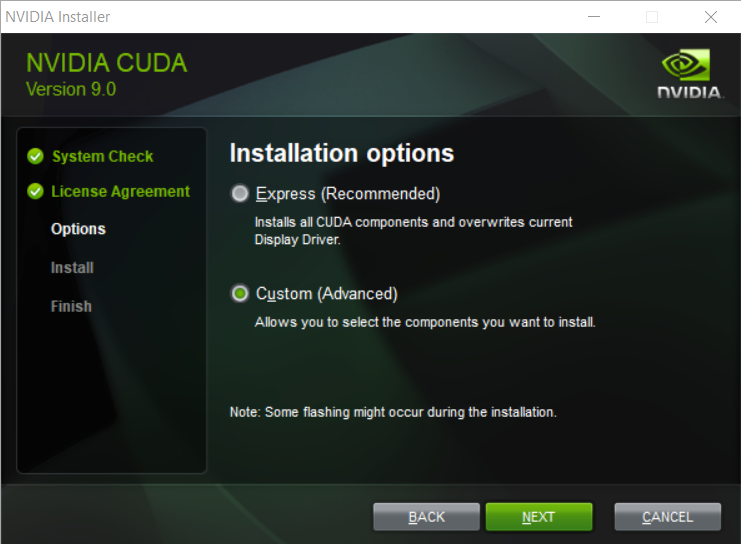 NVIDIA Installer
NVIDIA CUDA
Version 9.0
NVIDIA.
System Check
License Agreement
Options
Install
Finish
Installation options
Express (Recommended)
Installs all CUDA components and overwrites current
Display Driver.
Custom (Advanced)
Allows you to select the components you want to install.
Note: Some flashing might occur during the installation.
BACK
NEXT
CANCEL